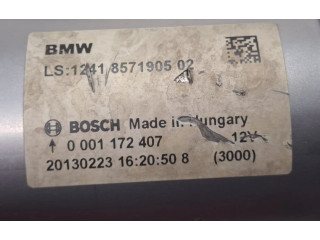 BMW
LS:1241 8571905 02
BOSCH Made in Hungary
0 001 172 407 12V
20130223 16:20:50 8 (3000)